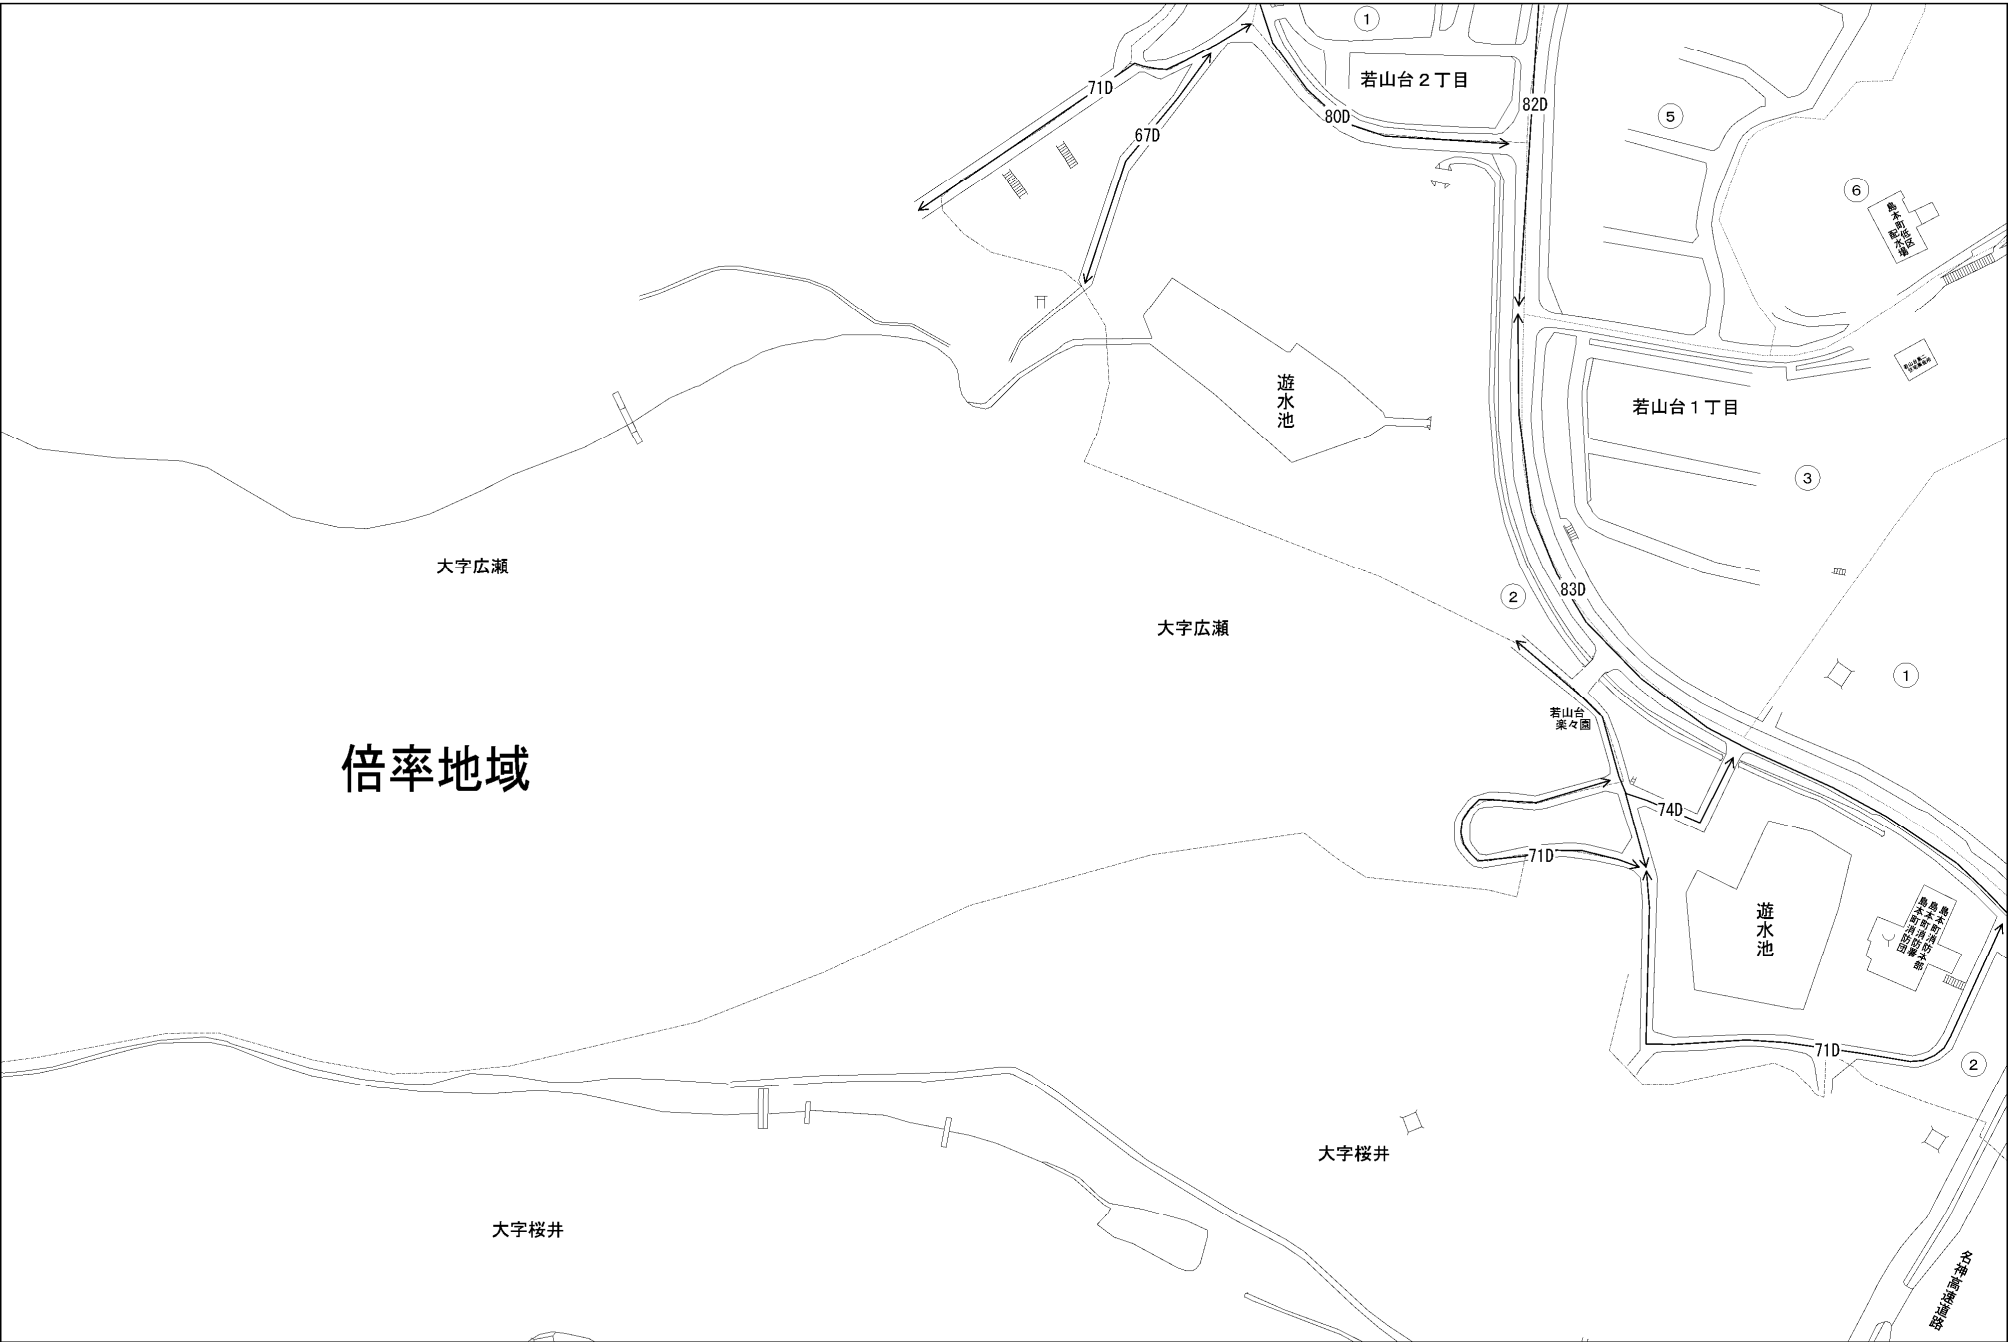 ①
若山台２丁目
71D
82D
80D
⑤
67D
⑥
島本町低区
配水場
遊水池
若山台１丁目
③
大字広瀬
83D
②
大字広瀬
①
若山台
楽々園
倍率地域
74D
71D
遊水池
島本町消防本部
島本町消防署
島本町消防団
71D
②
大字桜井
大字桜井
名神高速道路